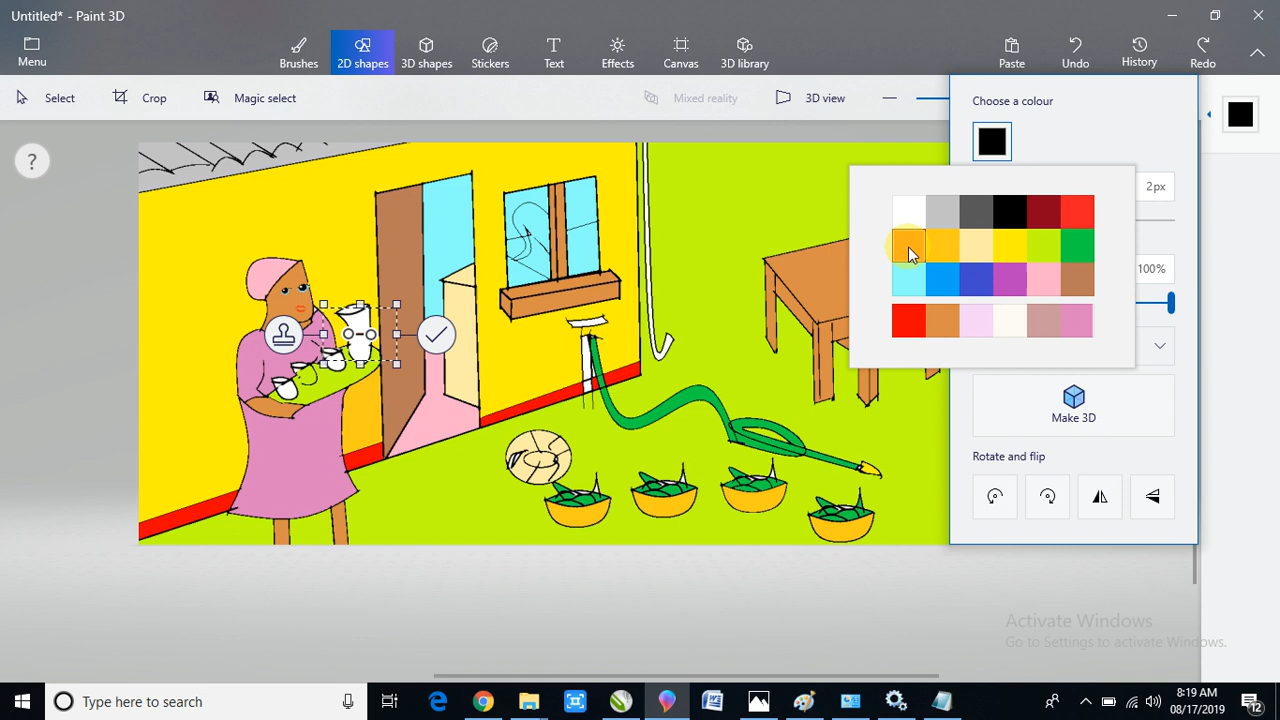 Untitled* - Paint 3D
Menu
Brushes
2D shapes
3D shapes
Stickers
Text
Effects
Canvas
3D library
Paste
Undo
History
Redo
Select
Crop
Magic select
Mixed reality
3D view
Choose a colour
2px
100%
Make 3D
Rotate and flip
?
Activate Windows
Go to Settings to activate Windows.
Type here to search
8:19 AM
08/17/2019
12